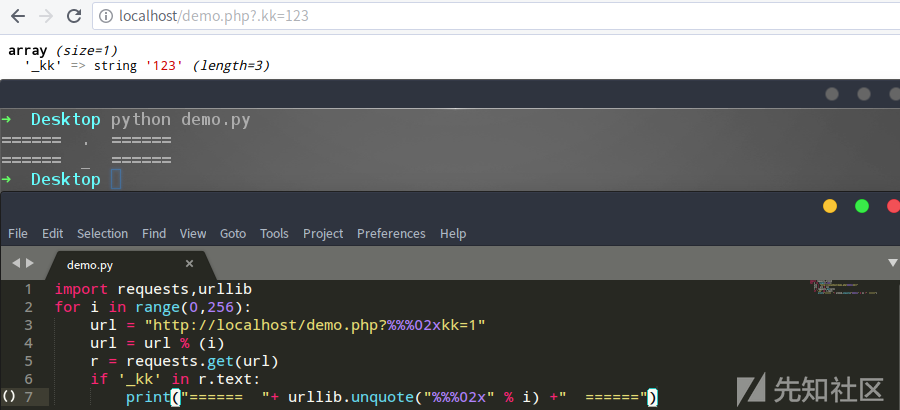 localhost/demo.php?.kk=123
array (size=1)
'_kk' => string '123' (length=3)
➜ Desktop python demo.py
====== . ======
====== _ ======
➜ Desktop
File Edit Selection Find View Goto Tools Project Preferences Help
demo.py ×
1 import requests,urllib
2 for i in range(0,256):
3 url = "http://localhost/demo.php?%%%02xkk=1"
4 url = url % (i)
5 r = requests.get(url)
6 if '_kk' in r.text:
() 7 print("====== "+ urllib.unquote("%%%02x" % i) +" ======")
先知社区